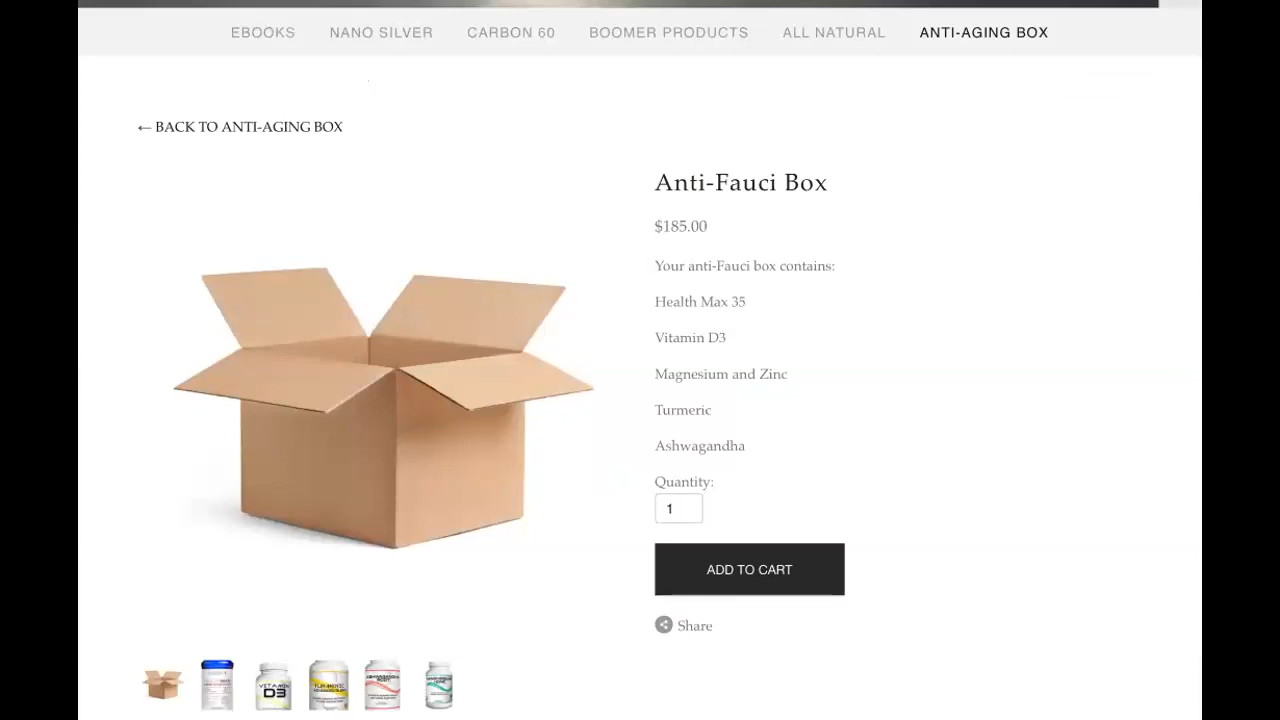 EBOOKS NANO SILVER CARBON 60 BOOMER PRODUCTS ALL NATURAL ANTI-AGING BOX
← BACK TO ANTI-AGING BOX
Anti-Fauci Box
$185.00
Your anti-Fauci box contains:
Health Max 35
Vitamin D3
Magnesium and Zinc
Turmeric
Ashwagandha
Quantity:
1
ADD TO CART
Share
VITAMIN
D3